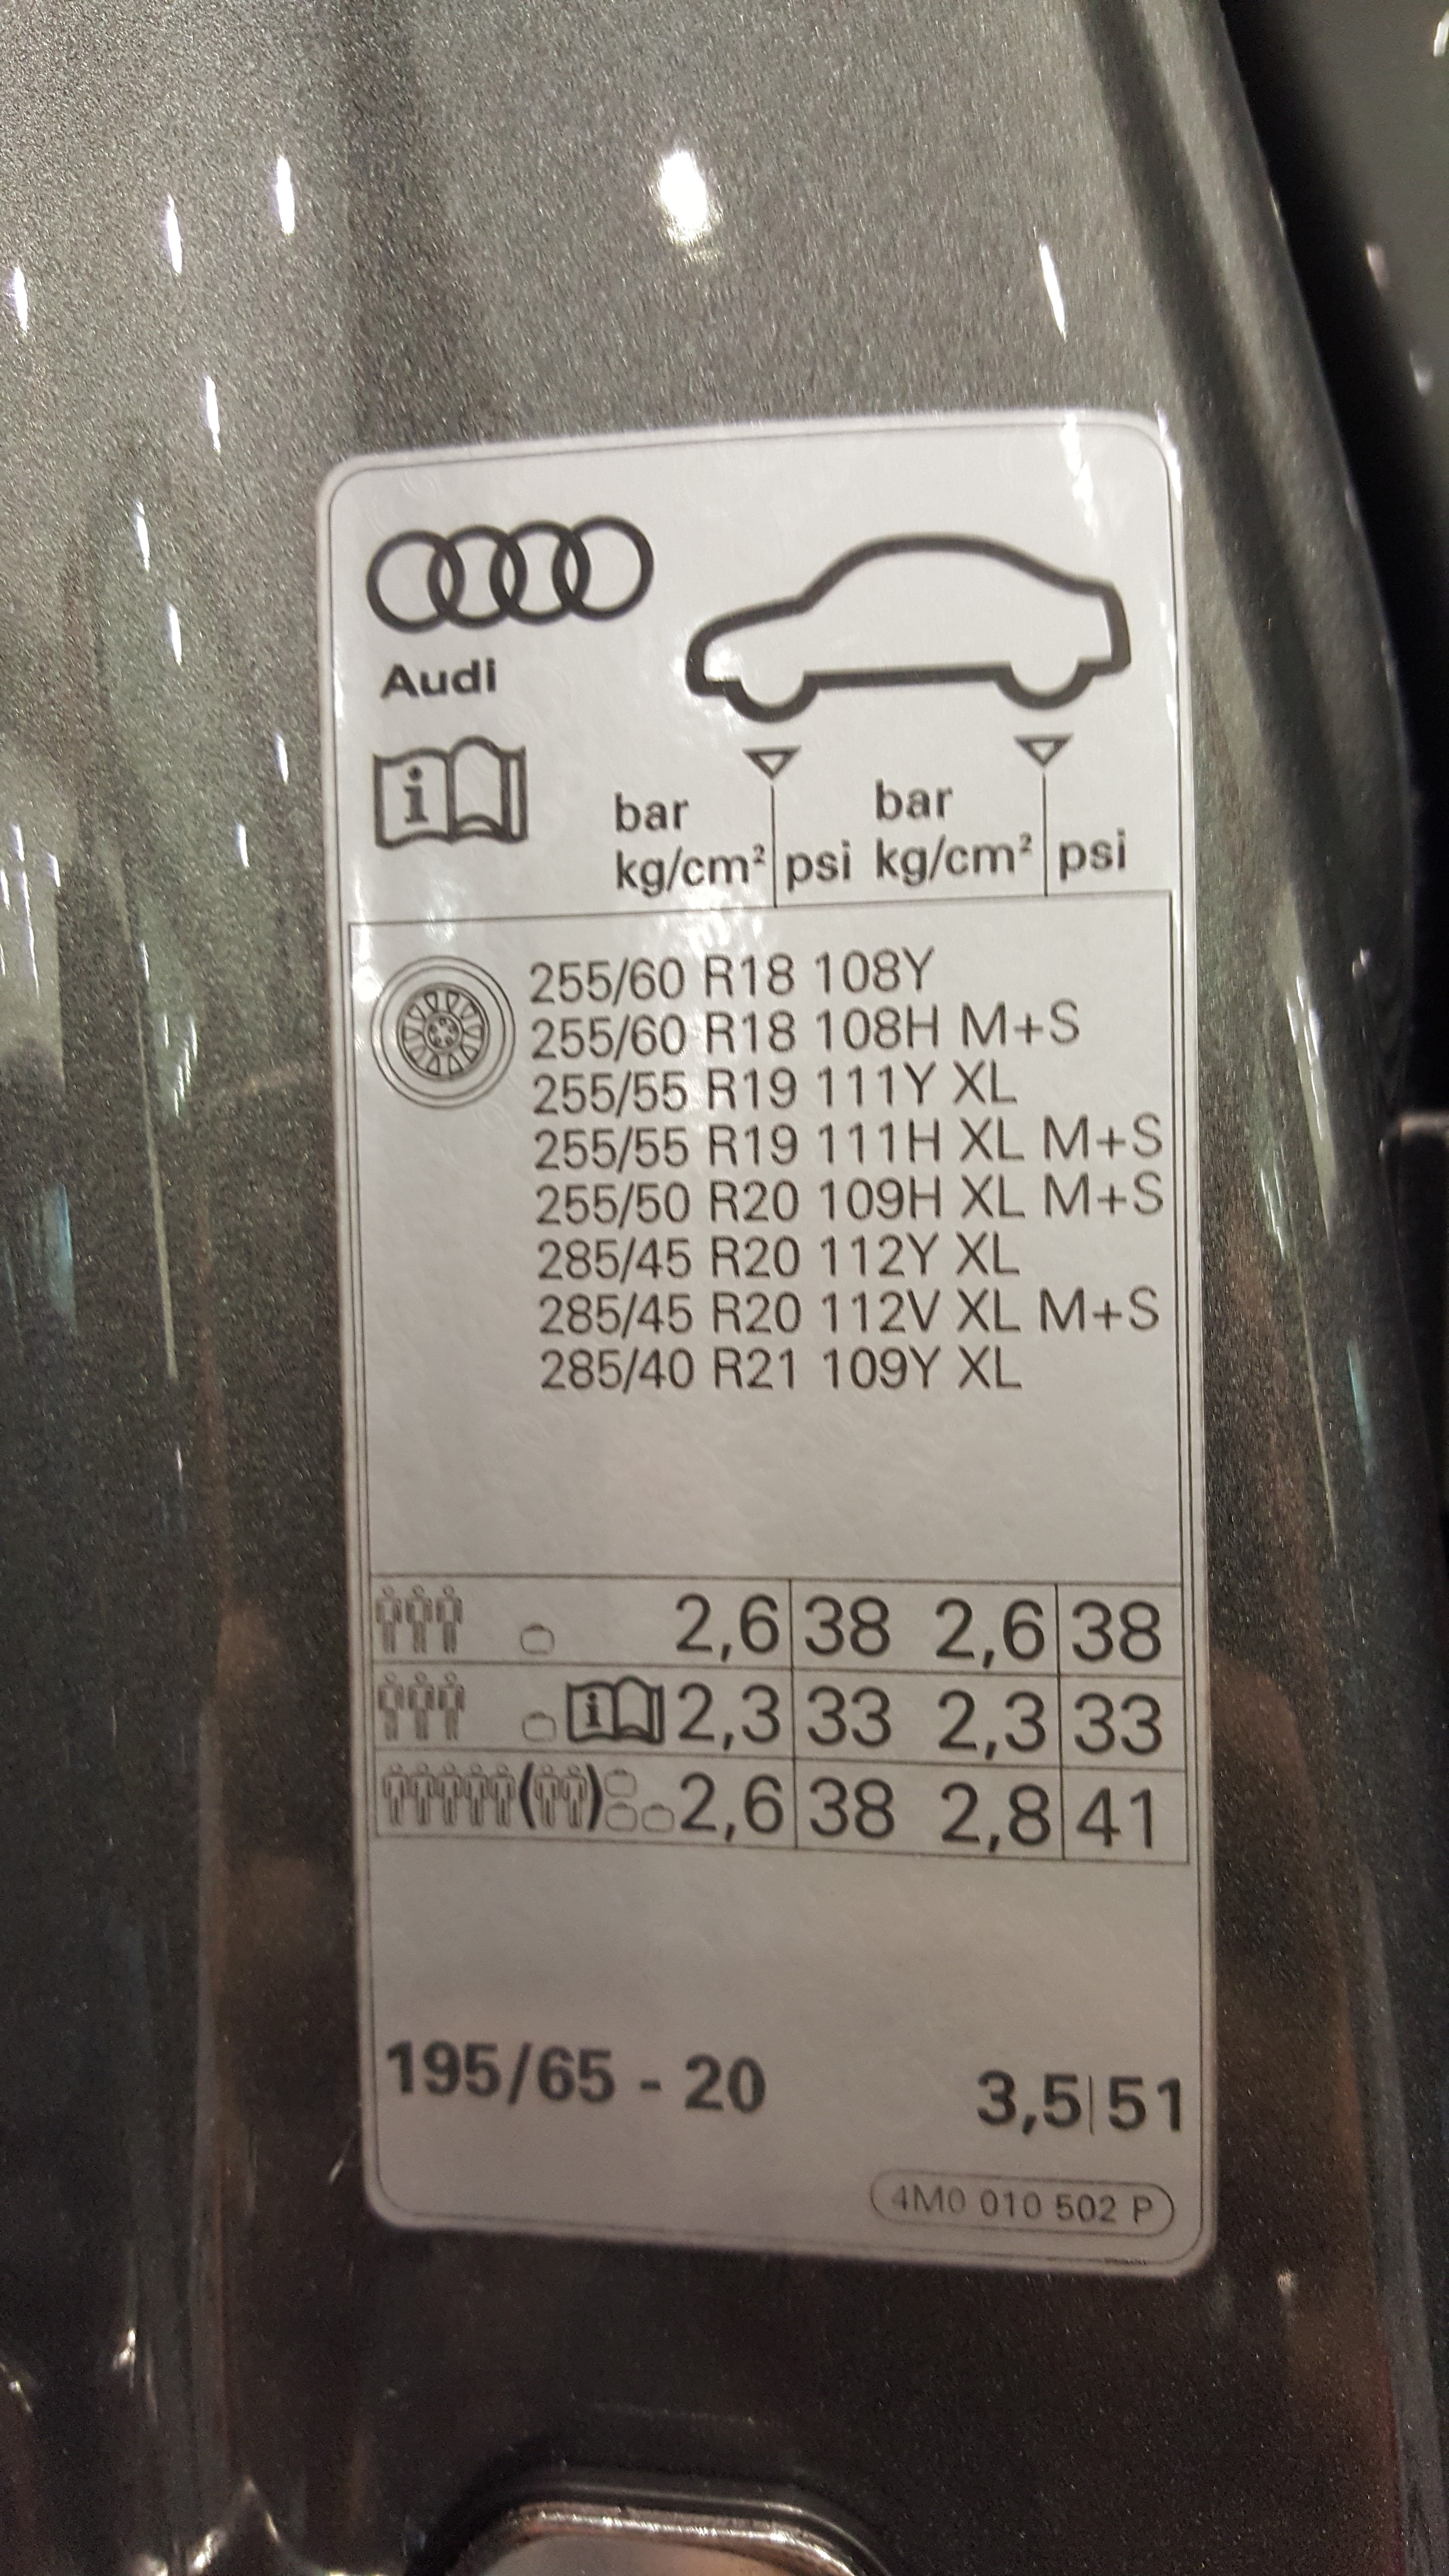 Audi
i
bar bar
kg/cm² psi kg/cm² psi
255/60 R18 108Y
255/60 R18 108H M+S
255/55 R19 111Y XL
255/55 R19 111H XL M+S
255/50 R20 109H XL M+S
285/45 R20 112Y XL
285/45 R20 112V XL M+S
285/40 R21 109Y XL
2,6 38 2,6 38
i 2,3 33 2,3 33
( ) 2,6 38 2,8 41
195/65 - 20 3,5|51
4M0 010 502 P